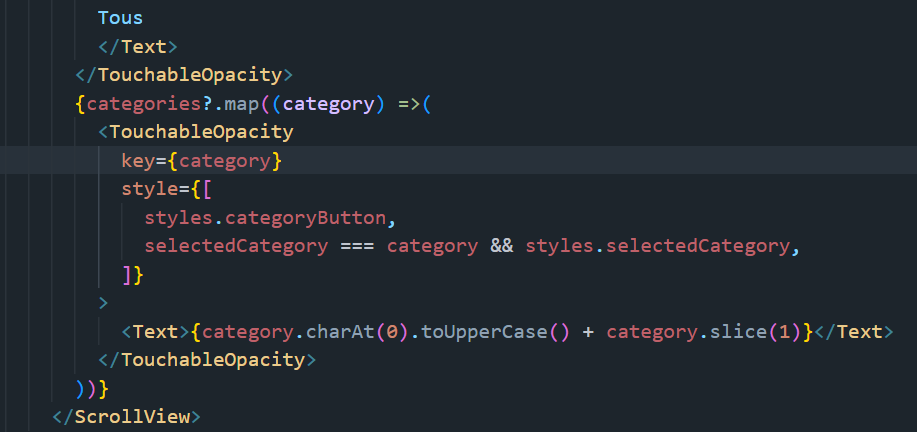 Tous
</Text>
</TouchableOpacity>
{categories?.map((category) =>(
<TouchableOpacity
key={category}
style={[
styles.categoryButton,
selectedCategory === category && styles.selectedCategory,
]}
>
<Text>{category.charAt(0).toUpperCase() + category.slice(1)}</Text>
</TouchableOpacity>
))}
</ScrollView>